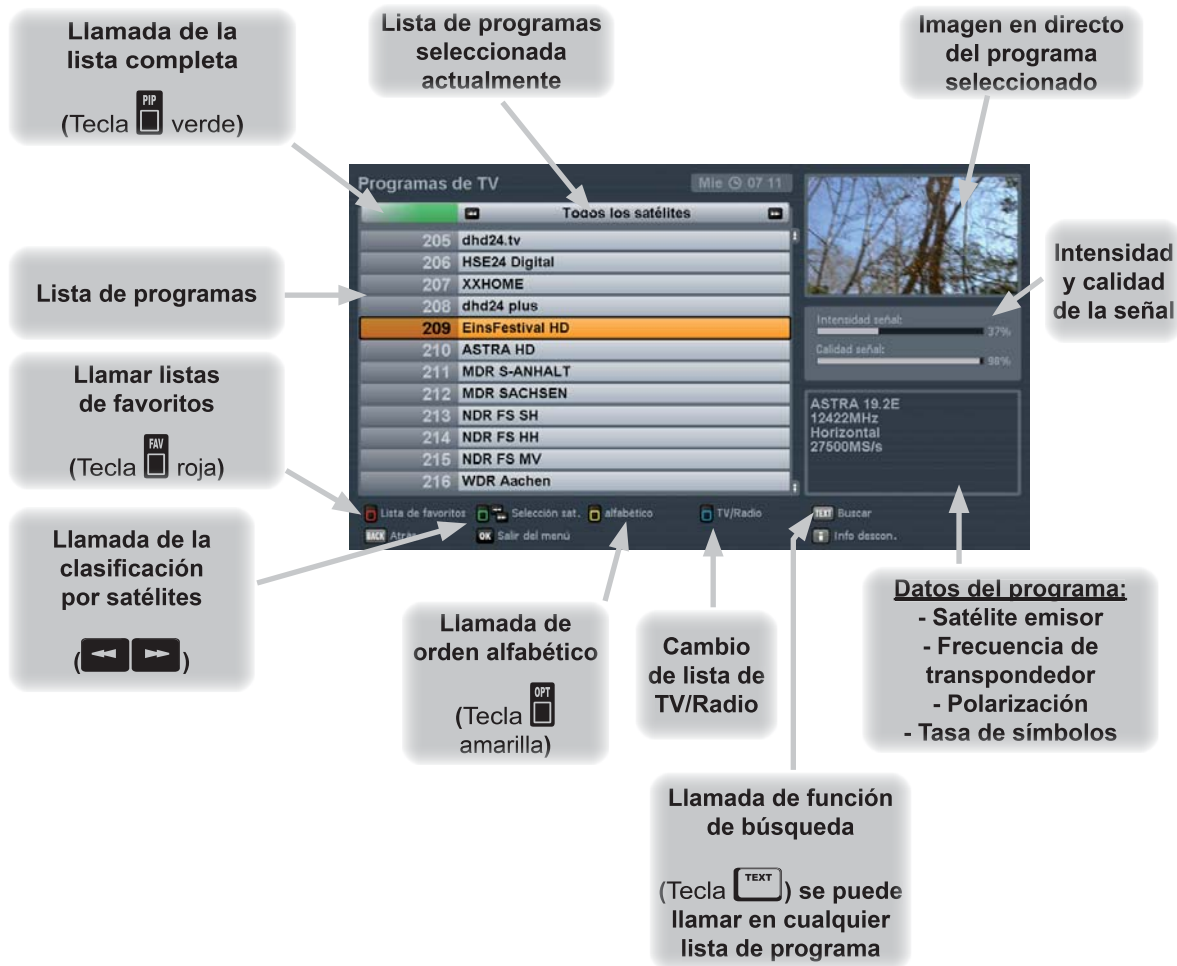 Llamada de la
lista completa
PIP
(Tecla verde)
Lista de programas
seleccionada
actualmente
Imagen en directo
del programa
seleccionado
Programas de TV
Mie 07 11
Todos los satélites
205 dhd24.tv
206 HSE24 Digital
207 XXHOME
208 dhd24 plus
209 EinsFestival HD
210 ASTRA HD
211 MDR S-ANHALT
212 MDR SACHSEN
213 NDR FS SH
214 NDR FS HH
215 NDR FS MV
216 WDR Aachen
Intensidad señal:
37%
Calidad señal:
98%
ASTRA 19.2E
12422MHz
Horizontal
27500MS/s
Lista de favoritos
Selección sat.
alfabético
TV/Radio
TEXT Buscar
BACK Atrás
OK Salir del menú
i Info descon.
Intensidad
y calidad
de la señal
Lista de programas
Llamar listas
de favoritos
FAV
(Tecla roja)
Llamada de la
clasificación
por satélites
( )
Llamada de
orden alfabético
OPT
(Tecla
amarilla)
Cambio
de lista de
TV/Radio
Datos del programa:
- Satélite emisor
- Frecuencia de
transpondedor
- Polarización
- Tasa de símbolos
Llamada de función
de búsqueda
TEXT
(Tecla ) se puede
llamar en cualquier
lista de programa